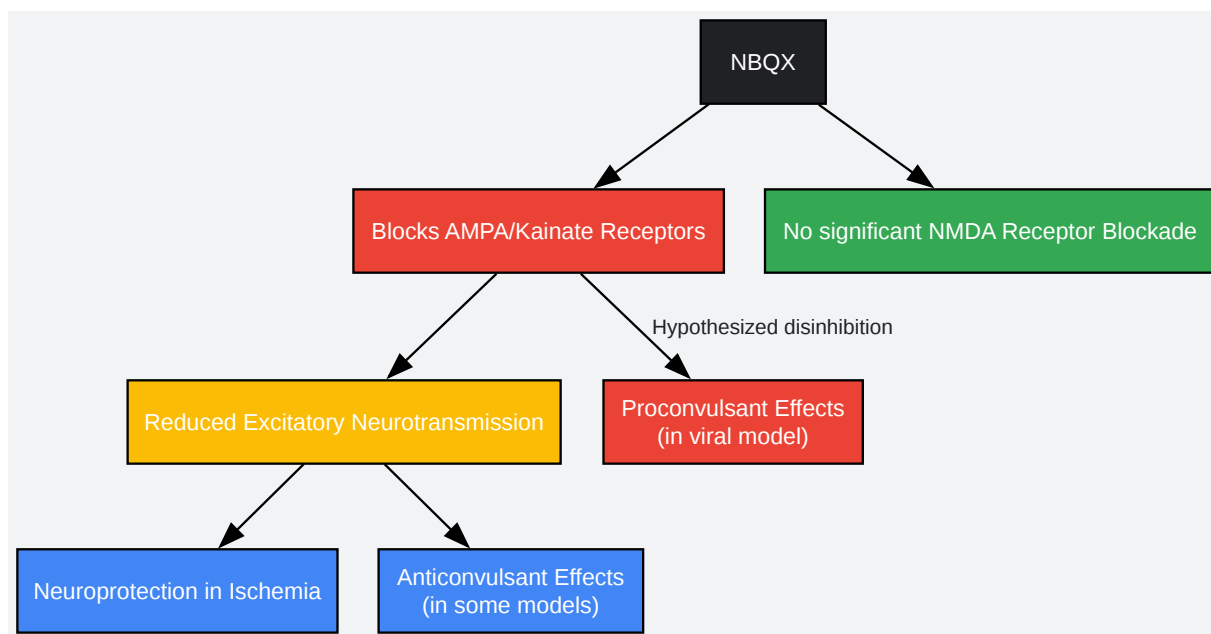 NBQX
Blocks AMPA/Kainate Receptors
No significant NMDA Receptor Blockade
Hypothesized disinhibition
Reduced Excitatory Neurotransmission
Proconvulsant Effects
(in viral model)
Neuroprotection in Ischemia
Anticonvulsant Effects
(in some models)